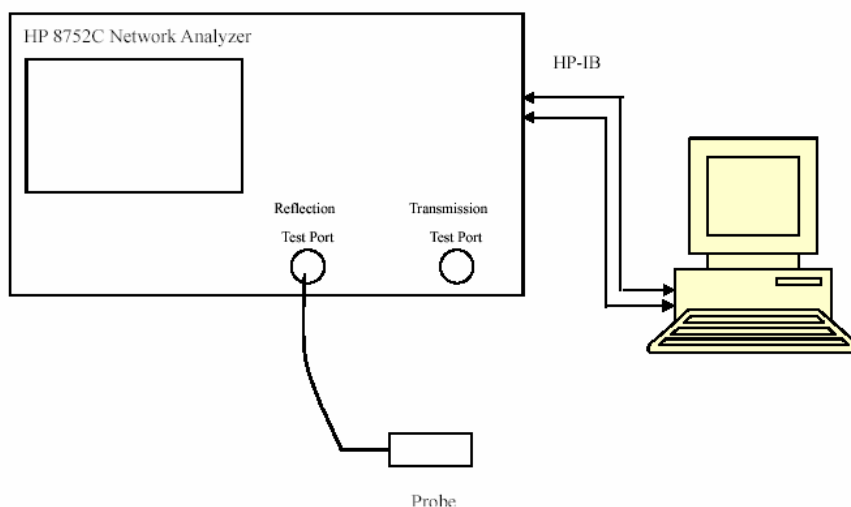 HP 8752C Network Analyzer
HP-IB
Reflection
Test Port
Transmission
Test Port
Probe